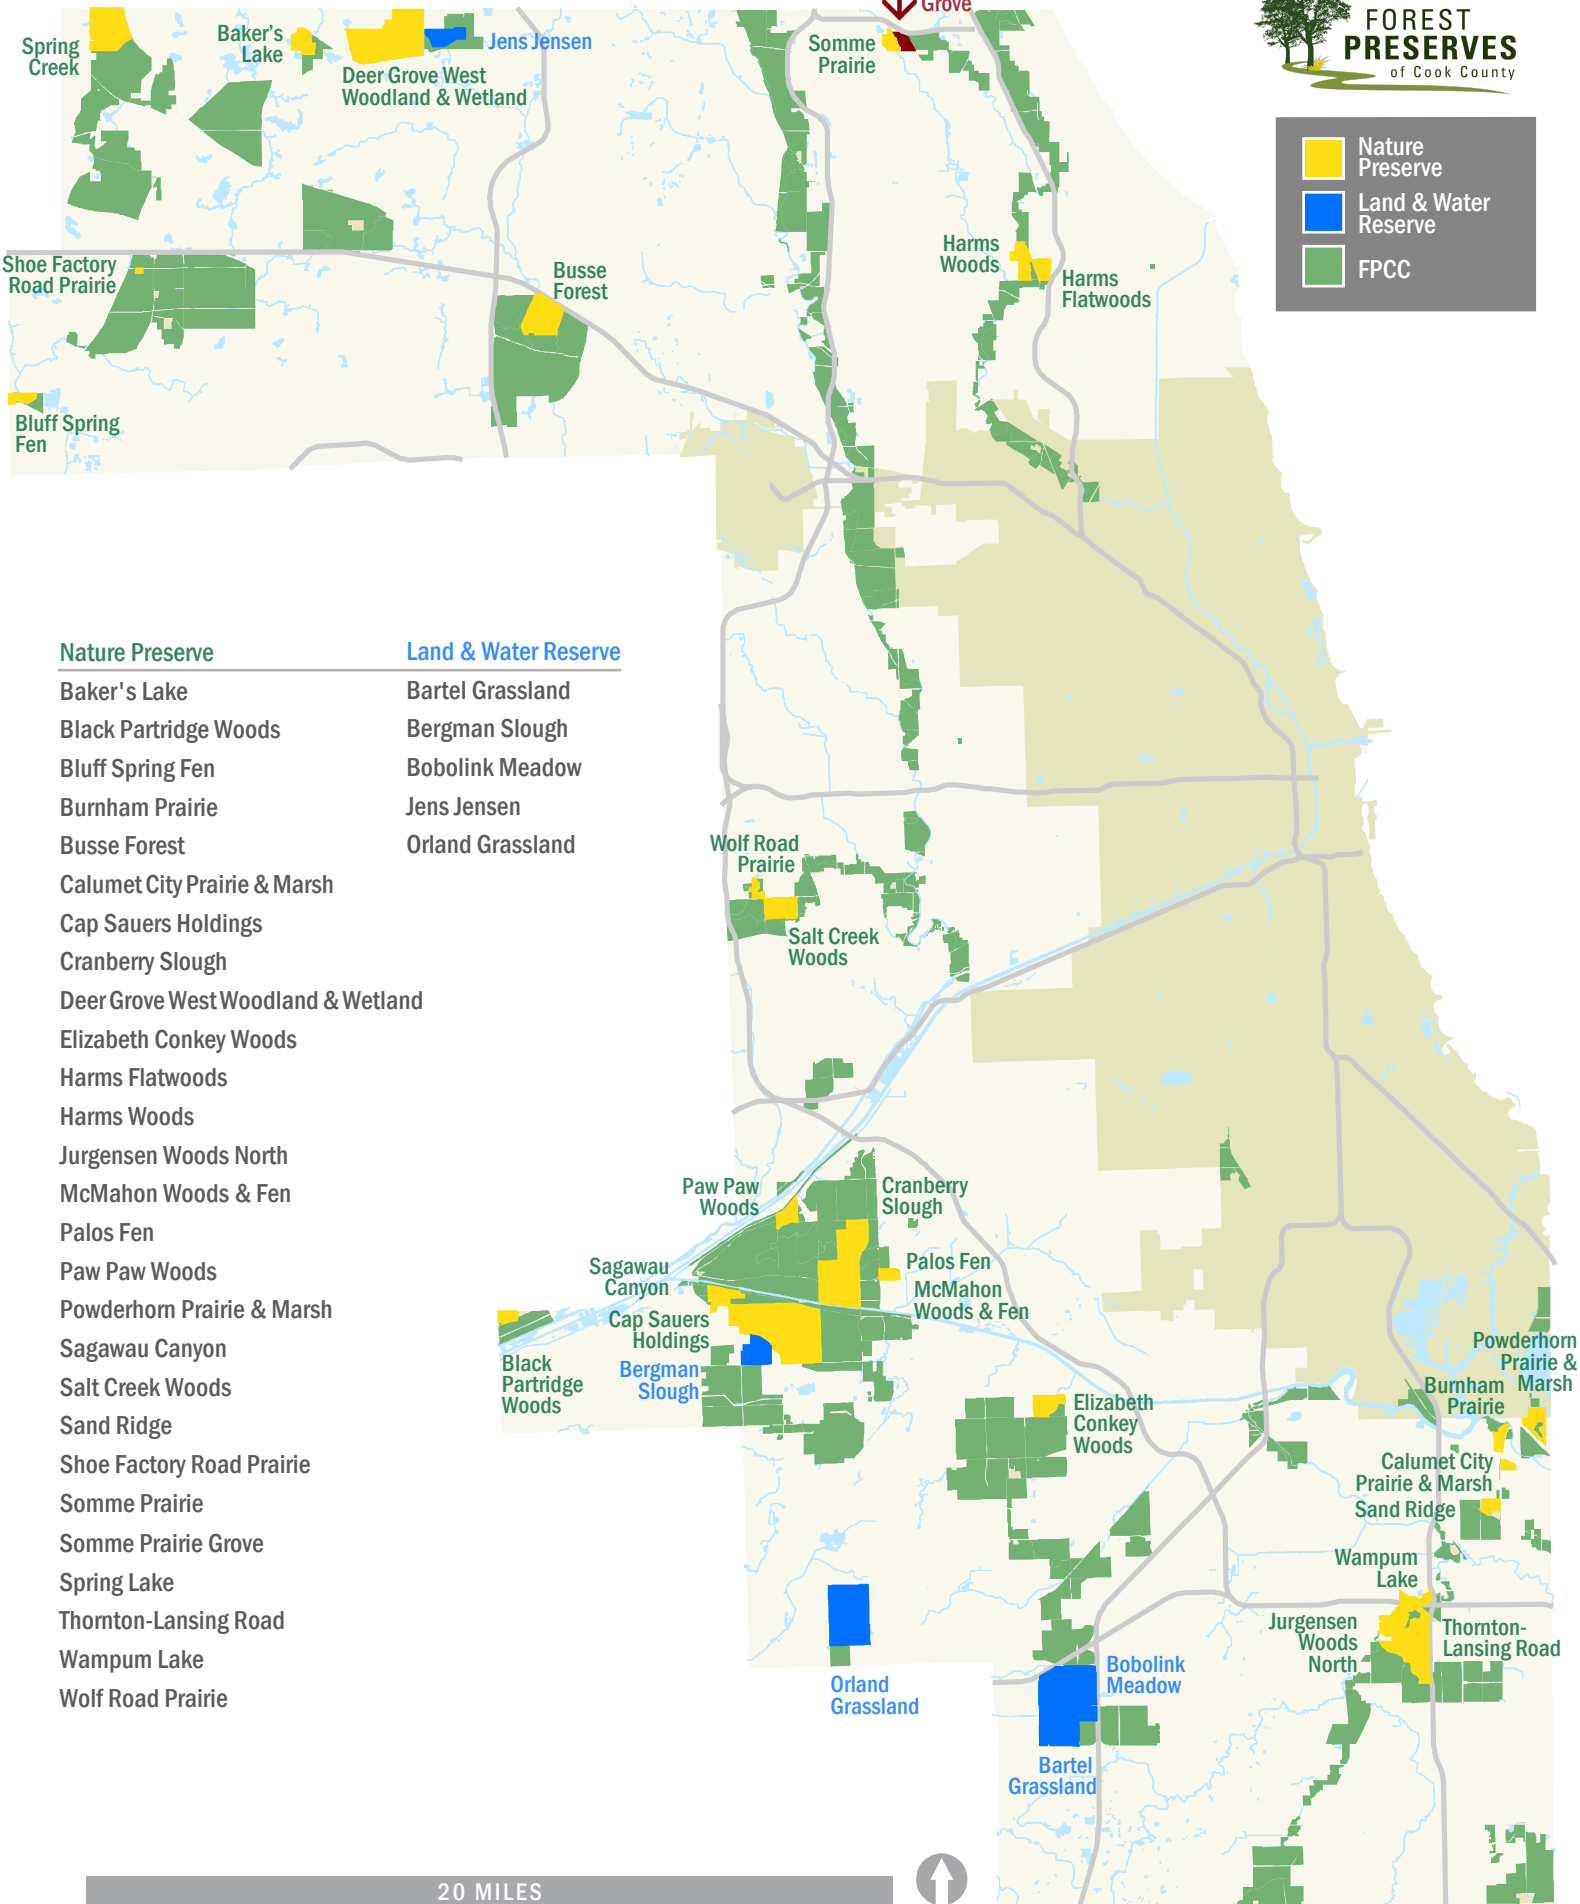 Grove
FOREST
PRESERVES
of Cook County
Nature
Preserve
Land & Water
Reserve
FPCC
Spring
Creek
Baker's
Lake
Deer Grove West
Woodland & Wetland
Jens Jensen
Somme
Prairie
Harms
Woods
Harms
Flatwoods
Shoe Factory
Road Prairie
Busse
Forest
Bluff Spring
Fen
Nature Preserve
Baker's Lake
Black Partridge Woods
Bluff Spring Fen
Burnham Prairie
Busse Forest
Calumet City Prairie & Marsh
Cap Sauers Holdings
Cranberry Slough
Deer Grove West Woodland & Wetland
Elizabeth Conkey Woods
Harms Flatwoods
Harms Woods
Jurgensen Woods North
McMahon Woods & Fen
Palos Fen
Paw Paw Woods
Powderhorn Prairie & Marsh
Sagawau Canyon
Salt Creek Woods
Sand Ridge
Shoe Factory Road Prairie
Somme Prairie
Somme Prairie Grove
Spring Lake
Thornton-Lansing Road
Wampum Lake
Wolf Road Prairie
Land & Water Reserve
Bartel Grassland
Bergman Slough
Bobolink Meadow
Jens Jensen
Orland Grassland
Wolf Road
Prairie
Salt Creek
Woods
Paw Paw
Woods
Cranberry
Slough
Sagawau
Canyon
Palos Fen
McMahon
Woods & Fen
Cap Sauers
Holdings
Bergman
Slough
Black
Partridge
Woods
Elizabeth
Conkey
Woods
Powderhorn
Prairie &
Marsh
Burnham
Prairie
Calumet City
Prairie & Marsh
Sand Ridge
Wampum
Lake
Jurgensen
Woods
North
Thornton-
Lansing Road
Orland
Grassland
Bobolink
Meadow
Bartel
Grassland
20 MILES